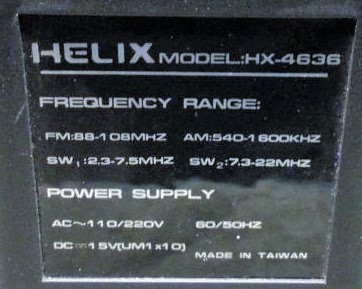 HELIX MODEL:HX-4636
FREQUENCY RANGE:
FM:88-108MHZ AM:540-1600KHZ
SW1:2.3-7.5MHZ SW2:7.3-22MHZ
POWER SUPPLY
AC~110/220V 60/50HZ
DC⎓15V(UM1x10)
MADE IN TAIWAN